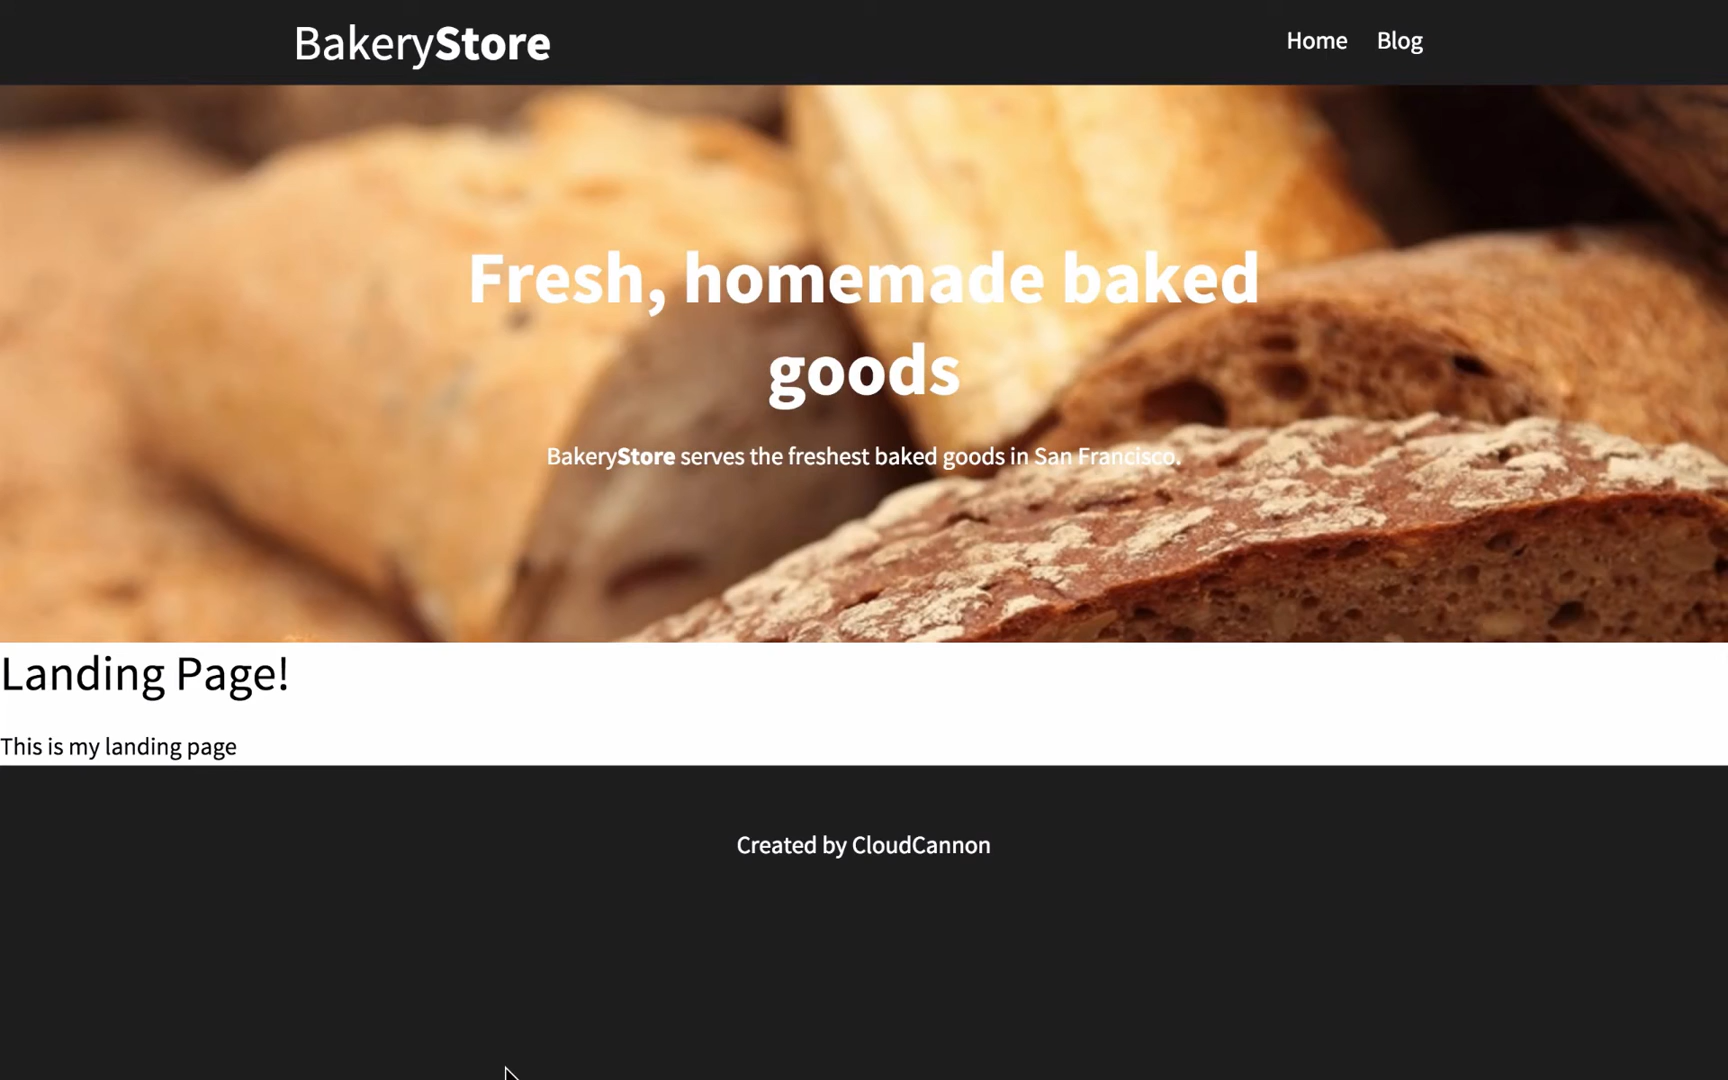 BakeryStore
Home Blog
Fresh, homemade baked
goods
BakeryStore serves the freshest baked goods in San Francisco.
Landing Page!
This is my landing page
Created by CloudCannon